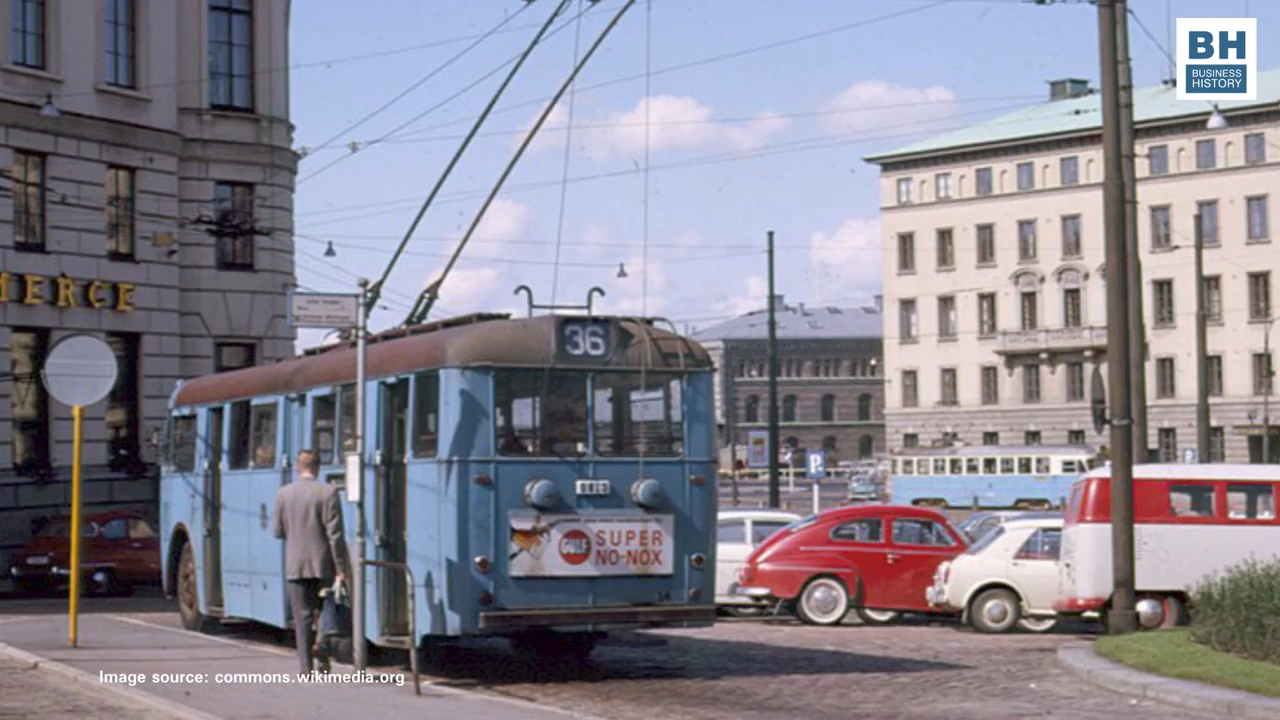 BH
BUSINESS
HISTORY
MERCE
36
GULF
SUPER
NO-NOX
P
Image source: commons.wikimedia.org